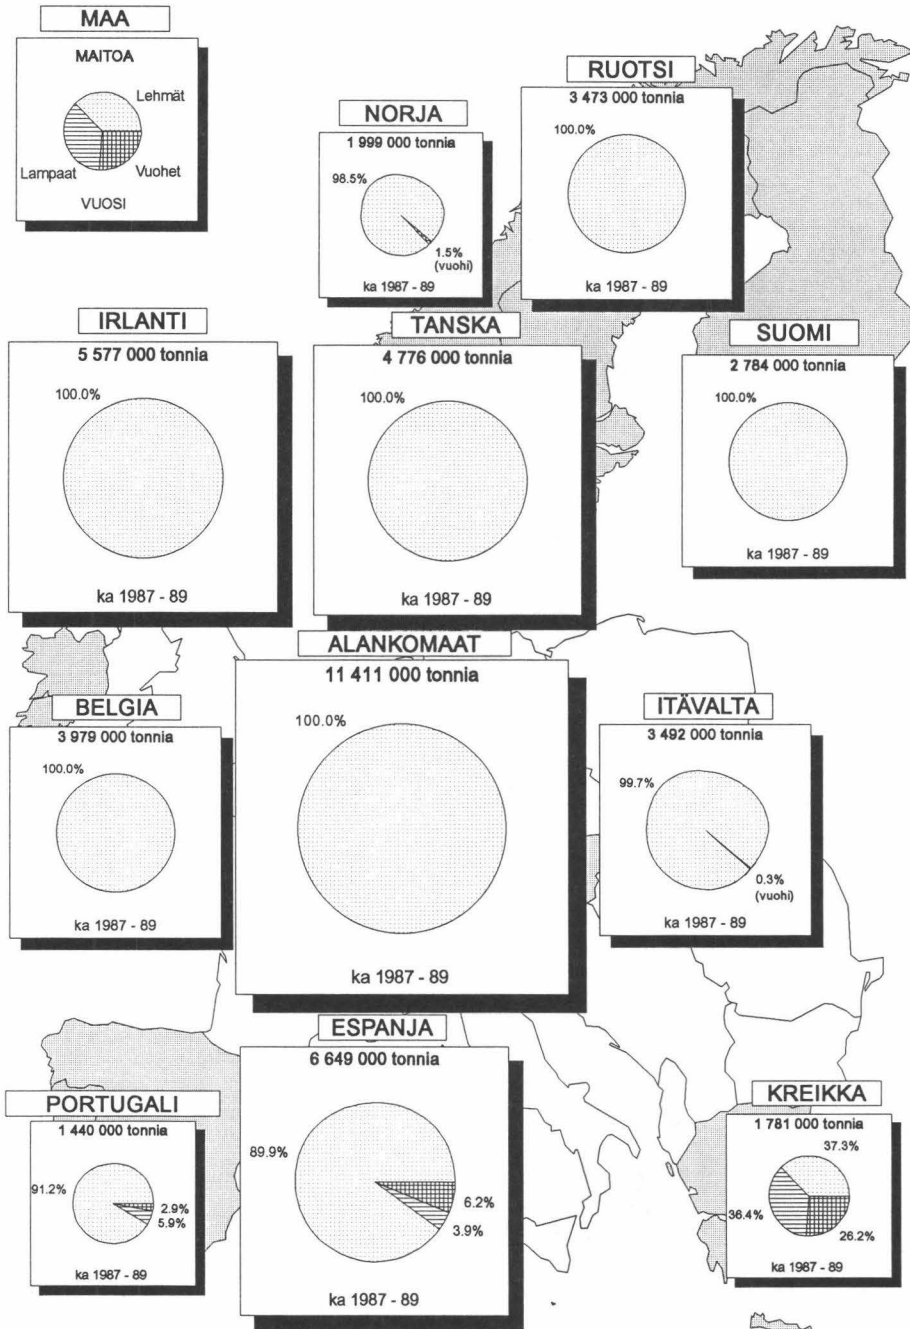 MAA
MAITOA
Lehmät
Lampaat
Vuohet
VUOSI
NORJA
1 999 000 tonnia
98.5%
1.5%
(vuohi)
ka 1987 - 89
RUOTSI
3 473 000 tonnia
100.0%
ka 1987 - 89
IRLANTI
5 577 000 tonnia
100.0%
ka 1987 - 89
TANSKA
4 776 000 tonnia
100.0%
ka 1987 - 89
SUOMI
2 784 000 tonnia
100.0%
ka 1987 - 89
BELGIA
3 979 000 tonnia
100.0%
ka 1987 - 89
ALANKOMAAT
11 411 000 tonnia
100.0%
ka 1987 - 89
ITÄVALTA
3 492 000 tonnia
99.7%
0.3%
(vuohi)
ka 1987 - 89
PORTUGALI
1 440 000 tonnia
91.2%
2.9%
5.9%
ka 1987 - 89
ESPANJA
6 649 000 tonnia
89.9%
6.2%
3.9%
ka 1987 - 89
KREIKKA
1 781 000 tonnia
37.3%
36.4%
26.2%
ka 1987 - 89